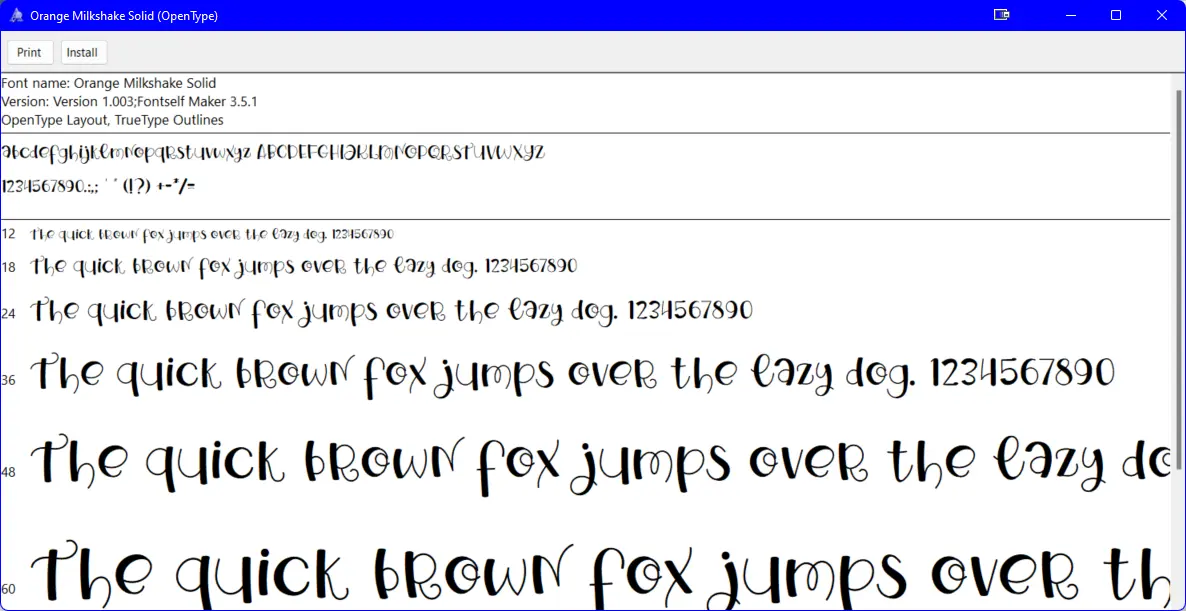 Orange Milkshake Solid (OpenType)
Print Install
Font name: Orange Milkshake Solid
Version: Version 1.003;Fontself Maker 3.5.1
OpenType Layout, TrueType Outlines
abcdefghijklmnopqrstuvwxyz ABCDEFGHIJKLMNOPQRSTUVWXYZ
1234567890.:,; ' " (!?) +-*/=
12 The quick brown fox jumps over the lazy dog. 1234567890
18 The quick brown fox jumps over the lazy dog. 1234567890
24 The quick brown fox jumps over the lazy dog. 1234567890
36 The quick brown fox jumps over the lazy dog. 1234567890
48 The quick brown fox jumps over the lazy do
60 The quick brown fox jumps over th